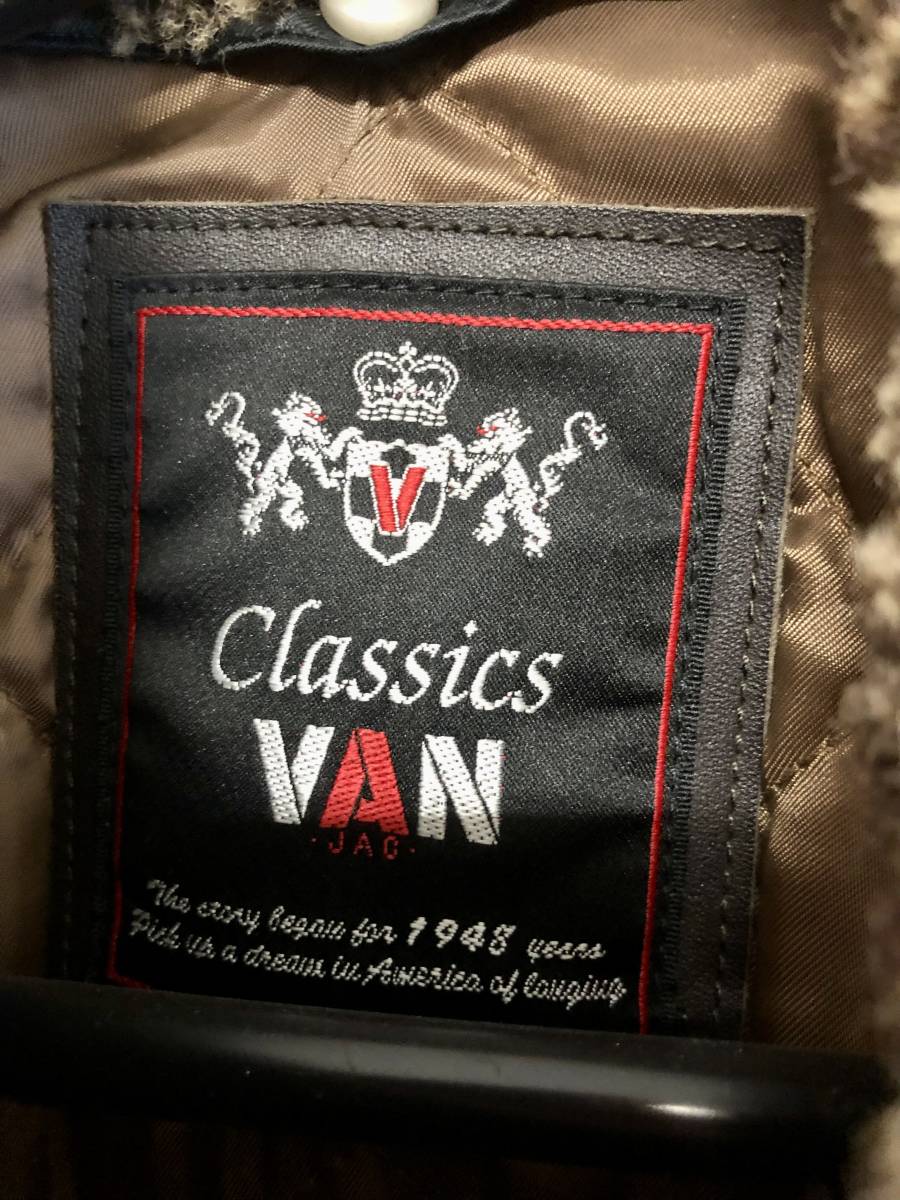 V
Classics
VAN
·JAC·
The story began for 1948 years
Pick up a dream in America of longing